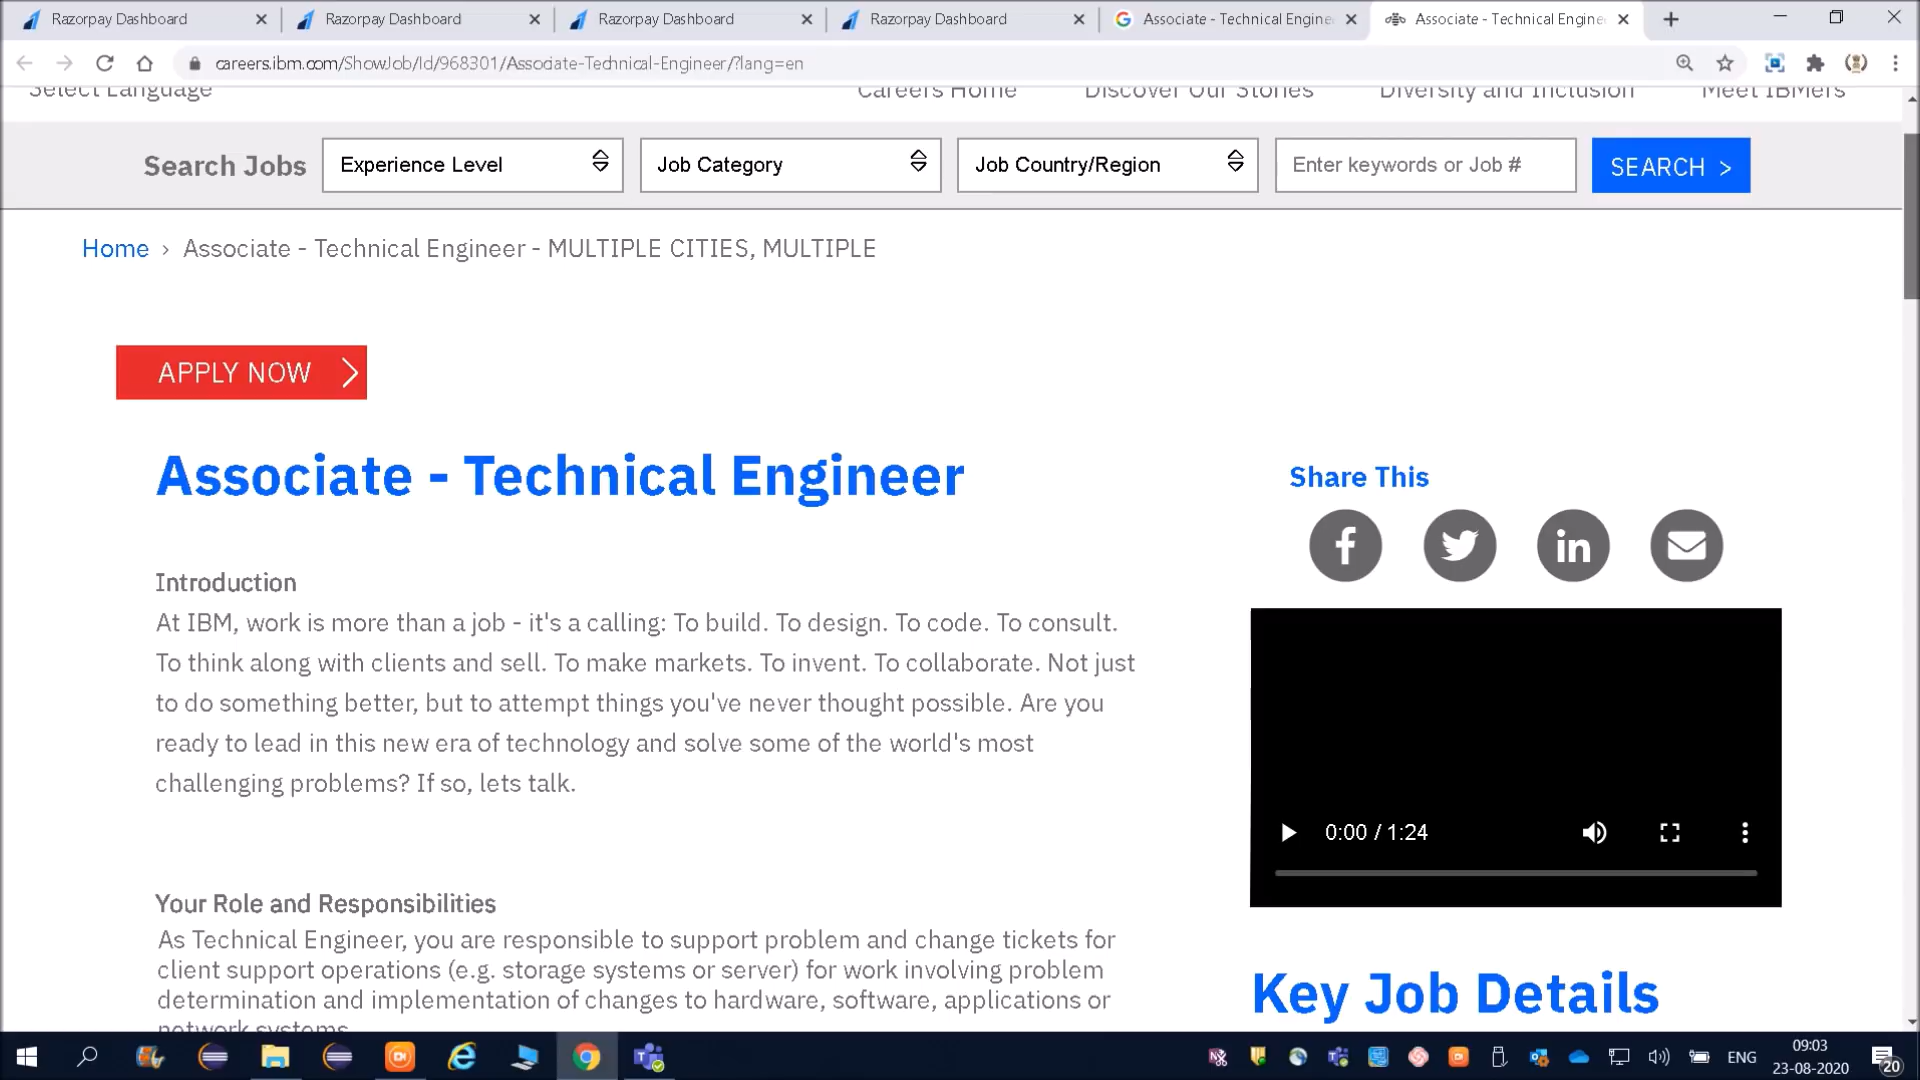 Razorpay Dashboard
Razorpay Dashboard
Razorpay Dashboard
Razorpay Dashboard
Associate - Technical Engine
Associate - Technical Engine
careers.ibm.com/ShowJob/Id/968301/Associate-Technical-Engineer/?lang=en
Select Language
Careers Home
Discover Our Stories
Diversity and Inclusion
Meet IBMers
Search Jobs
Experience Level
Job Category
Job Country/Region
Enter keywords or Job #
SEARCH >
Home › Associate - Technical Engineer - MULTIPLE CITIES, MULTIPLE
APPLY NOW
Associate - Technical Engineer
Share This
Introduction
At IBM, work is more than a job - it's a calling: To build. To design. To code. To consult.
To think along with clients and sell. To make markets. To invent. To collaborate. Not just
to do something better, but to attempt things you've never thought possible. Are you
ready to lead in this new era of technology and solve some of the world's most
challenging problems? If so, lets talk.
0:00 / 1:24
Your Role and Responsibilities
As Technical Engineer, you are responsible to support problem and change tickets for
client support operations (e.g. storage systems or server) for work involving problem
determination and implementation of changes to hardware, software, applications or
network systems.
Key Job Details
ENG
09:03
23-08-2020
20